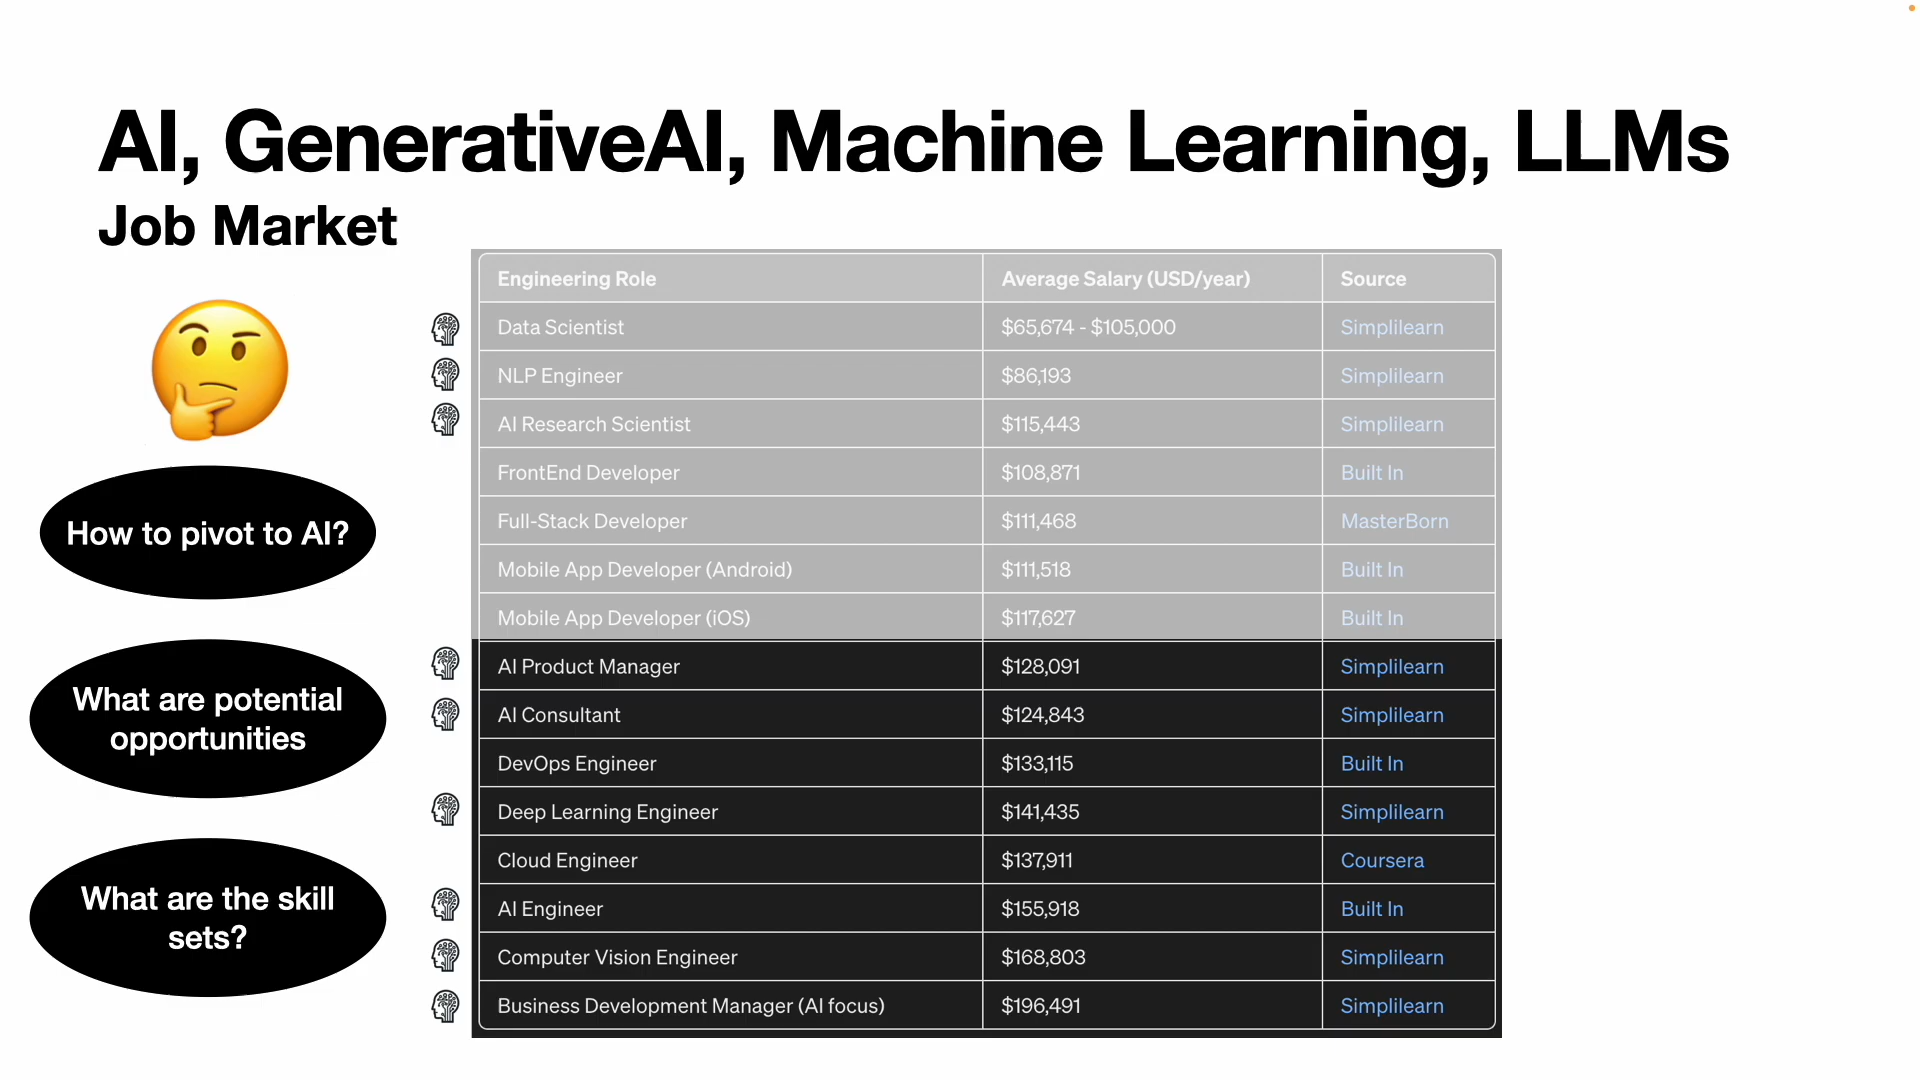 AI, GenerativeAI, Machine Learning, LLMs
Job Market
How to pivot to AI?
What are potential
opportunities
What are the skill
sets?
Engineering Role Average Salary (USD/year) Source
Data Scientist $65,674 - $105,000 Simplilearn
NLP Engineer $86,193 Simplilearn
AI Research Scientist $115,443 Simplilearn
FrontEnd Developer $108,871 Built In
Full-Stack Developer $111,468 MasterBorn
Mobile App Developer (Android) $111,518 Built In
Mobile App Developer (iOS) $117,627 Built In
AI Product Manager $128,091 Simplilearn
AI Consultant $124,843 Simplilearn
DevOps Engineer $133,115 Built In
Deep Learning Engineer $141,435 Simplilearn
Cloud Engineer $137,911 Coursera
AI Engineer $155,918 Built In
Computer Vision Engineer $168,803 Simplilearn
Business Development Manager (AI focus) $196,491 Simplilearn